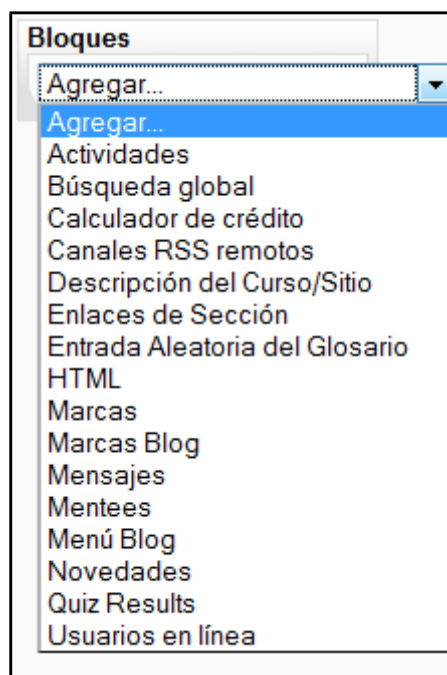 Bloques
Agregar...
Agregar...
Actividades
Búsqueda global
Calculador de crédito
Canales RSS remotos
Descripción del Curso/Sitio
Enlaces de Sección
Entrada Aleatoria del Glosario
HTML
Marcas
Marcas Blog
Mensajes
Mentees
Menú Blog
Novedades
Quiz Results
Usuarios en línea